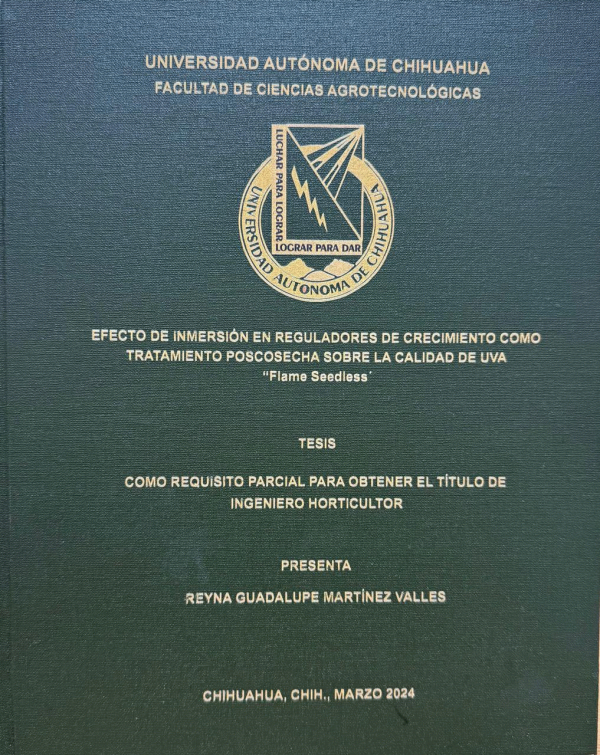 UNIVERSIDAD AUTÓNOMA DE CHIHUAHUA
FACULTAD DE CIENCIAS AGROTECNOLÓGICAS
LUCHAR PARA LOGRAR
LOGRAR PARA DAR
UNIVERSIDAD AUTONOMA DE CHIHUAHUA
EFECTO DE INMERSIÓN EN REGULADORES DE CRECIMIENTO COMO
TRATAMIENTO POSCOSECHA SOBRE LA CALIDAD DE UVA
“Flame Seedless´
TESIS
COMO REQUISITO PARCIAL PARA OBTENER EL TÍTULO DE
INGENIERO HORTICULTOR
PRESENTA
REYNA GUADALUPE MARTÍNEZ VALLES
CHIHUAHUA, CHIH., MARZO 2024